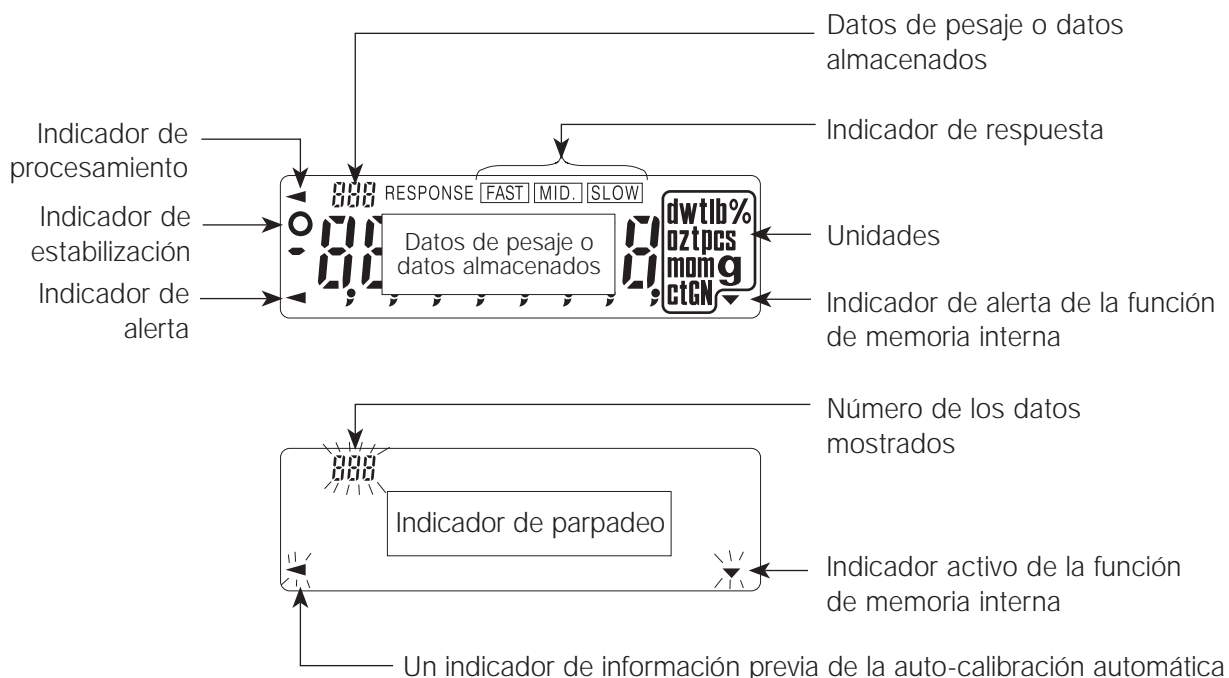 Datos de pesaje o datos
almacenados
Indicador de
procesamiento
Indicador de respuesta
888 RESPONSE FAST MID. SLOW
Indicador de
estabilización
Datos de pesaje o
datos almacenados
dwtlb%
oztpcs
momg
ctGN
Unidades
Indicador de
alerta
Indicador de alerta de la función
de memoria interna
Número de los datos
mostrados
888
Indicador de parpadeo
Indicador activo de la función
de memoria interna
Un indicador de información previa de la auto-calibración automática